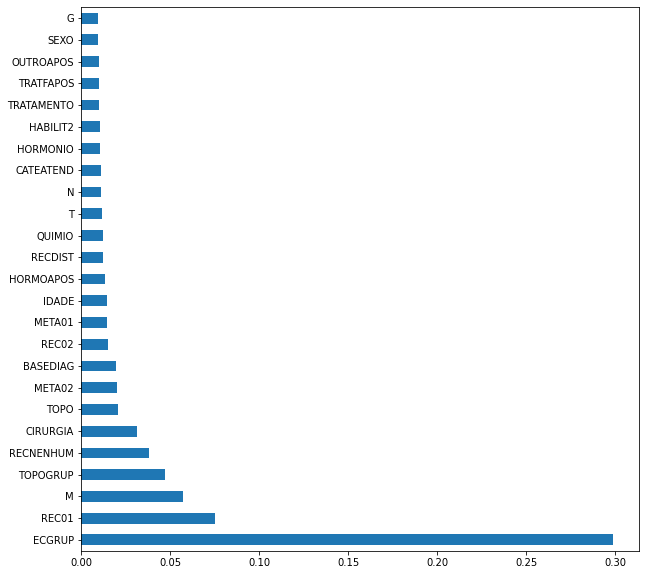 G
SEXO
OUTROAPOS
TRATFAPOS
TRATAMENTO
HABILIT2
HORMONIO
CATEATEND
N
T
QUIMIO
RECDIST
HORMOAPOS
IDADE
META01
REC02
BASEDIAG
META02
TOPO
CIRURGIA
RECNENHUM
TOPOGRUP
M
REC01
ECGRUP
0.00 0.05 0.10 0.15 0.20 0.25 0.30